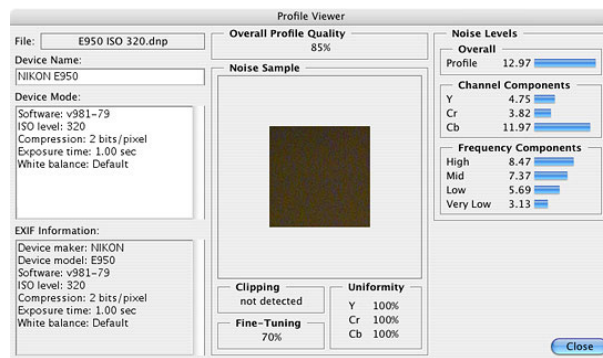 Profile Viewer
File: E950 ISO 320.dnp
Device Name:
NIKON E950
Device Mode:
Software: v981-79
ISO level: 320
Compression: 2 bits/pixel
Exposure time: 1.00 sec
White balance: Default
EXIF Information:
Device maker: NIKON
Device model: E950
Software: v981-79
ISO level: 320
Compression: 2 bits/pixel
Exposure time: 1.00 sec
White balance: Default
Overall Profile Quality
85%
Noise Sample
Clipping
not detected
Fine-Tuning
70%
Uniformity
Y 100%
Cr 100%
Cb 100%
Noise Levels
Overall
Profile 12.97
Channel Components
Y 4.75
Cr 3.82
Cb 11.97
Frequency Components
High 8.47
Mid 7.37
Low 5.69
Very Low 3.13
Close